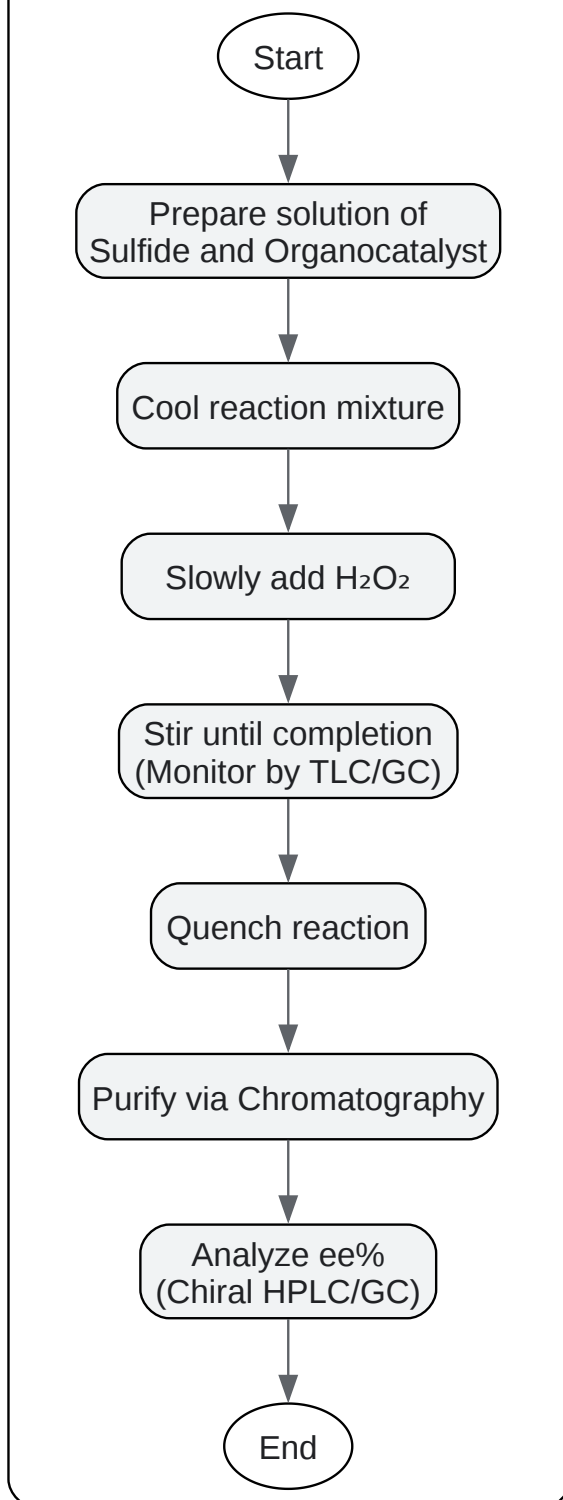 Start
Prepare solution of
Sulfide and Organocatalyst
Cool reaction mixture
Slowly add H₂O₂
Stir until completion
(Monitor by TLC/GC)
Quench reaction
Purify via Chromatography
Analyze ee%
(Chiral HPLC/GC)
End